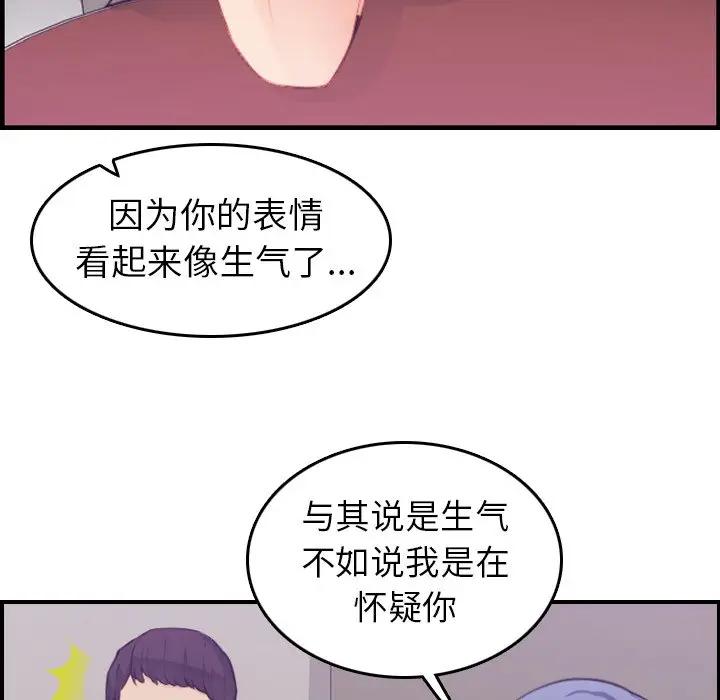 因为你的表情
看起来像生气了...
与其说是生气
不如说我是在
怀疑你